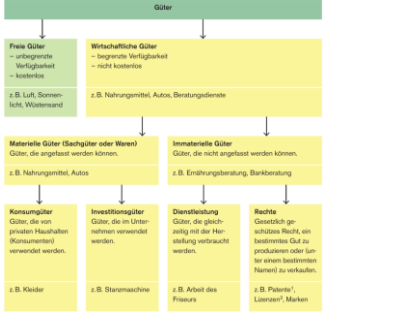 Güter
Freie Güter
– unbegrenzte
Verfügbarkeit
– kostenlos
z.B. Luft, Sonnen-
licht, Wüstensand
Wirtschaftliche Güter
– begrenzte Verfügbarkeit
– nicht kostenlos
z.B. Nahrungsmittel, Autos, Beratungsdienste
Materielle Güter (Sachgüter oder Waren)
Güter, die angefasst werden können.
z.B. Nahrungsmittel, Autos
Immaterielle Güter
Güter, die nicht angefasst werden können.
z.B. Ernährungsberatung, Bankberatung
Konsumgüter
Güter, die von
privaten Haushalten
(Konsumenten)
verwendet werden.
z.B. Kleider
Investitionsgüter
Güter, die im Unter-
nehmen verwendet
werden.
z.B. Stanzmaschine
Dienstleistung
Güter, die gleich-
zeitig mit der Her-
stellung verbraucht
werden.
z.B. Arbeit des
Friseurs
Rechte
Gesetzlich ge-
schützes Recht, ein
bestimmtes Gut zu
produzieren oder (un-
ter einem bestimmten
Namen) zu verkaufen.
z.B. Patente¹,
Lizenzen², Marken